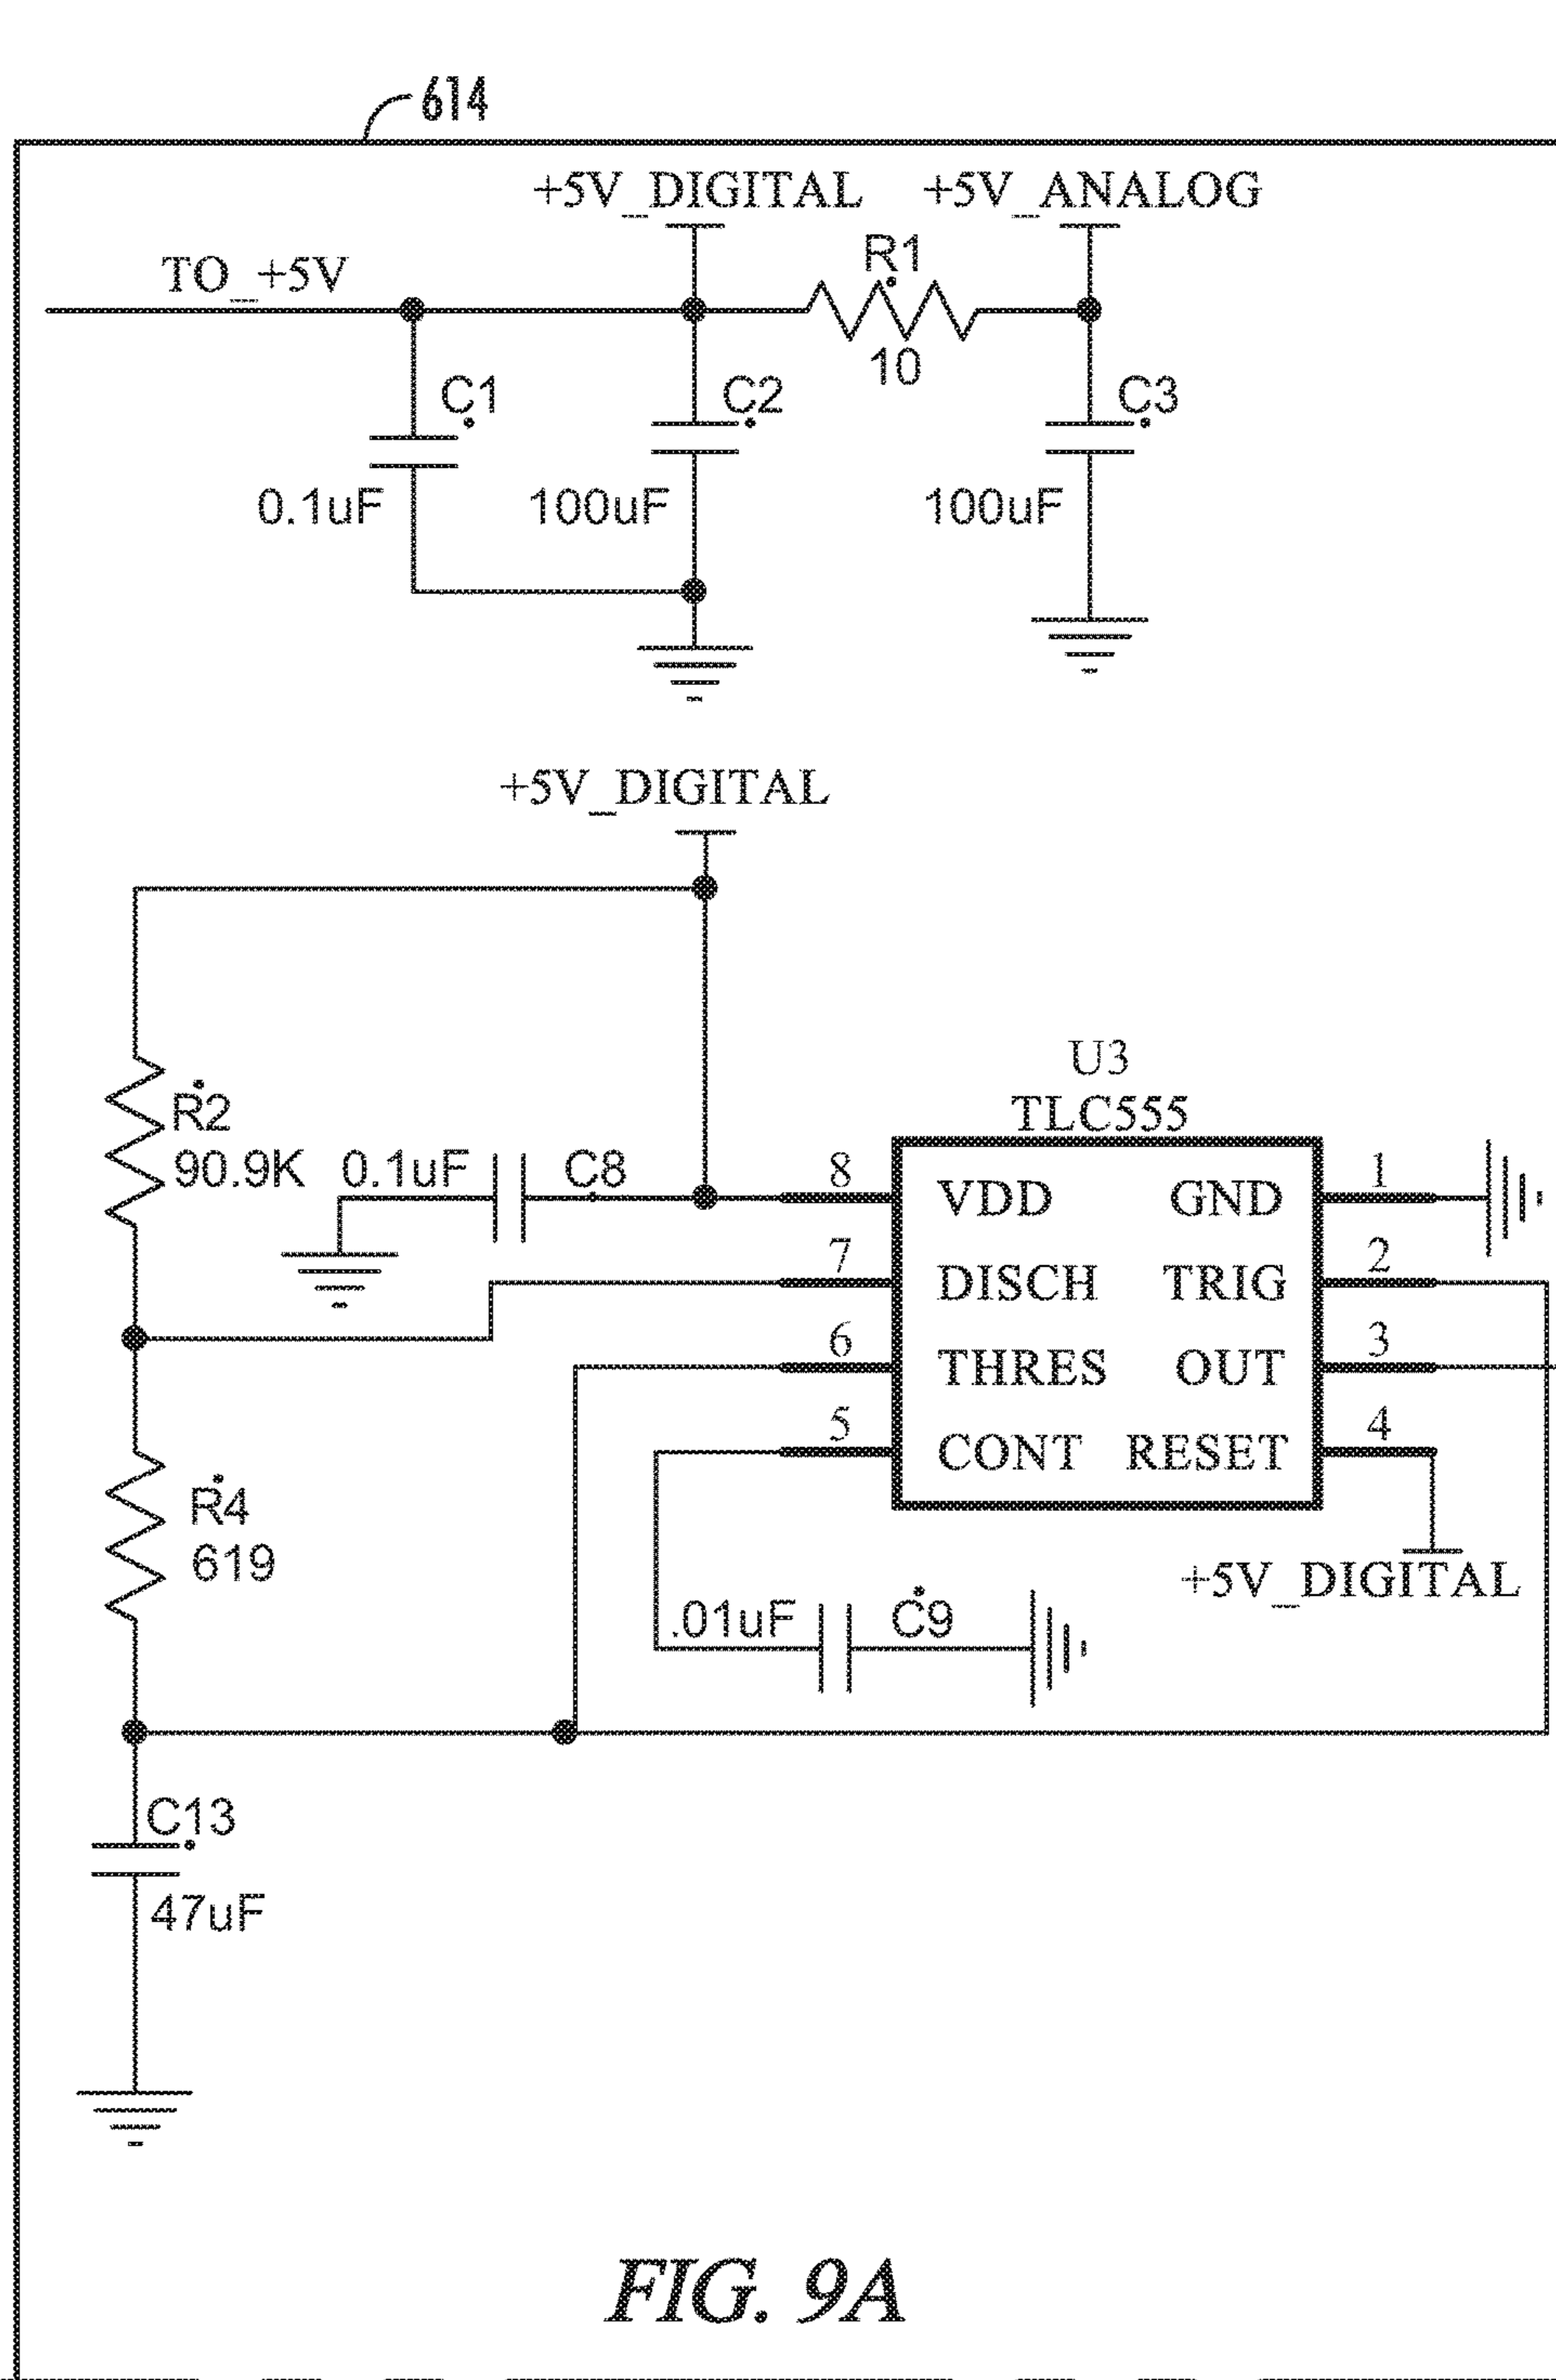 614
+5V_DIGITAL
+5V_ANALOG
TO_+5V
R1
10
C1
C2
C3
0.1uF
100uF
100uF
+5V_DIGITAL
U3
TLC555
R2
90.9K
0.1uF
C8
8
VDD
GND
1
7
DISCH
TRIG
2
6
THRES
OUT
3
5
CONT
RESET
4
R4
619
+5V_DIGITAL
.01uF
C9
C13
47uF
FIG. 9A